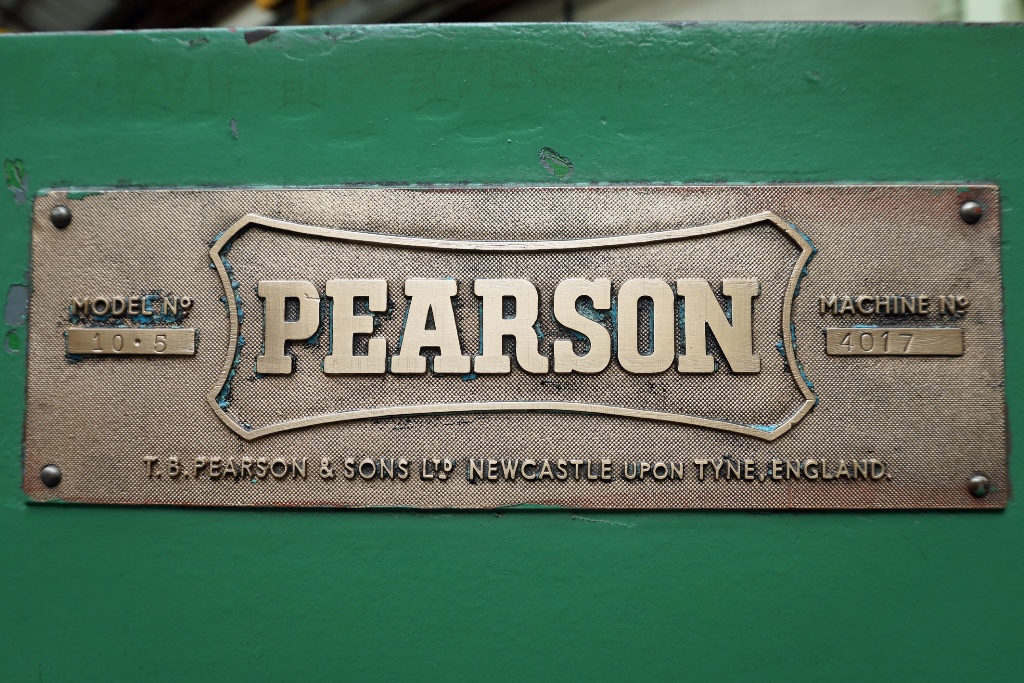 MODEL Nº
10·5
PEARSON
MACHINE Nº
4017
T.B. PEARSON & SONS LTD NEWCASTLE UPON TYNE, ENGLAND.